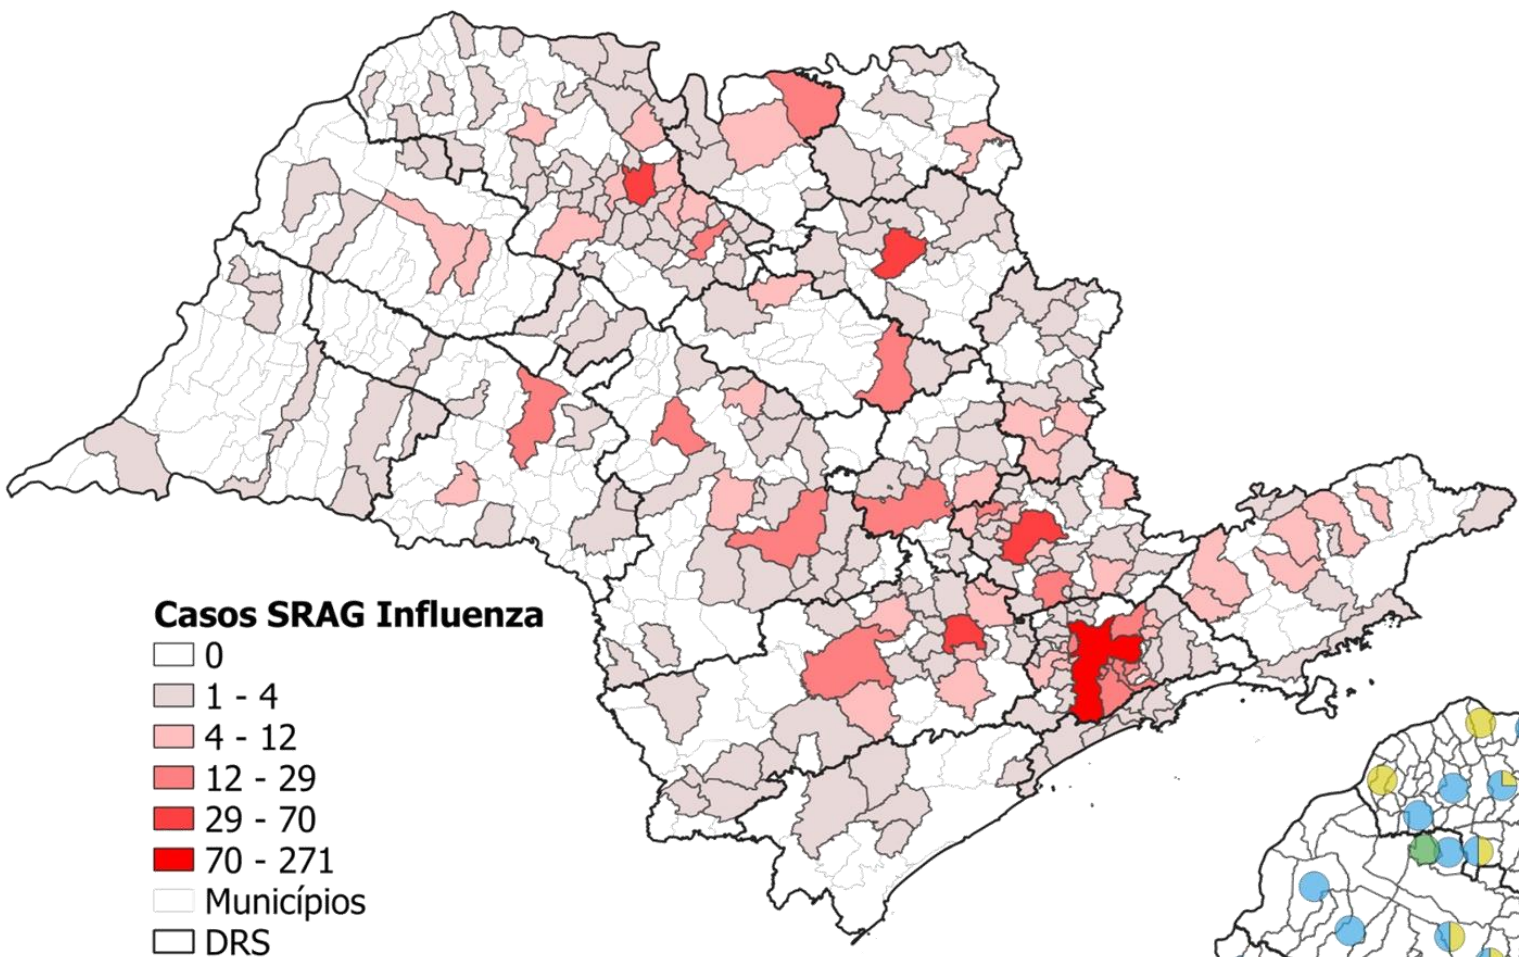 Casos SRAG Influenza
0
1 - 4
4 - 12
12 - 29
29 - 70
70 - 271
Municípios
DRS